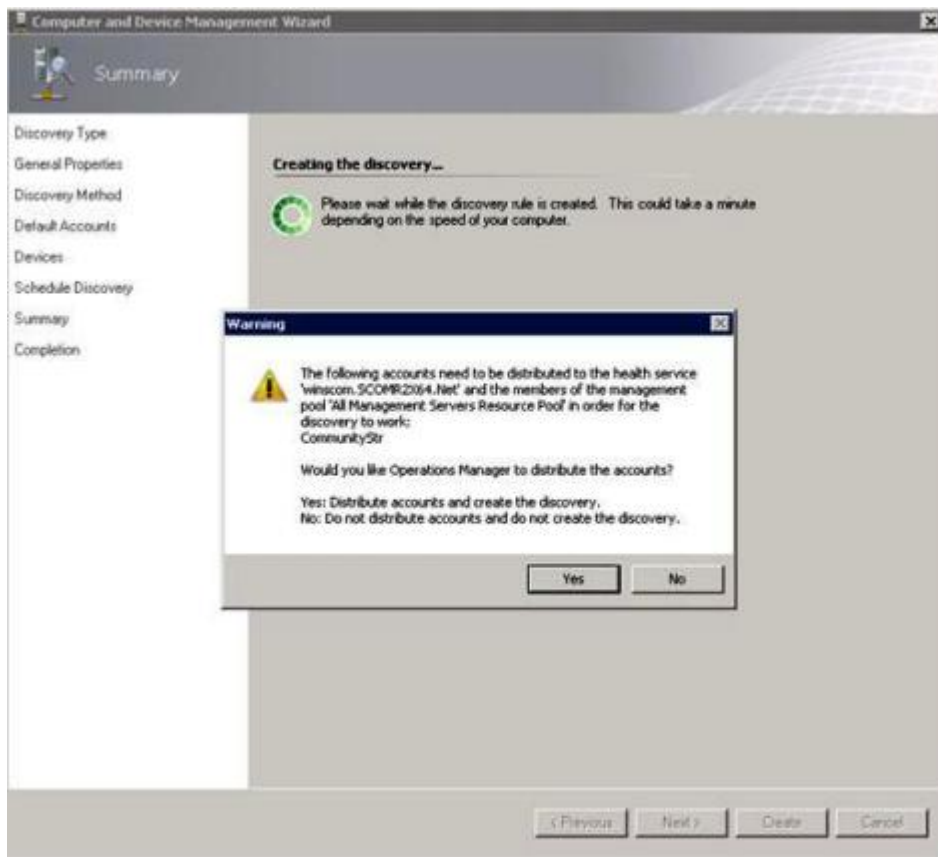 Computer and Device Management Wizard
Summary
Discovery Type
General Properties
Discovery Method
Default Accounts
Devices
Schedule Discovery
Summary
Completion
Creating the discovery...
Please wait while the discovery rule is created. This could take a minute
depending on the speed of your computer.
Warning
The following accounts need to be distributed to the health service
'winscom.SCOMR2X64.Net' and the members of the management
pool 'All Management Servers Resource Pool' in order for the
discovery to work:
CommunityStr
Would you like Operations Manager to distribute the accounts?
Yes: Distribute accounts and create the discovery.
No: Do not distribute accounts and do not create the discovery.
Yes
No
< Previous
Next >
Create
Cancel